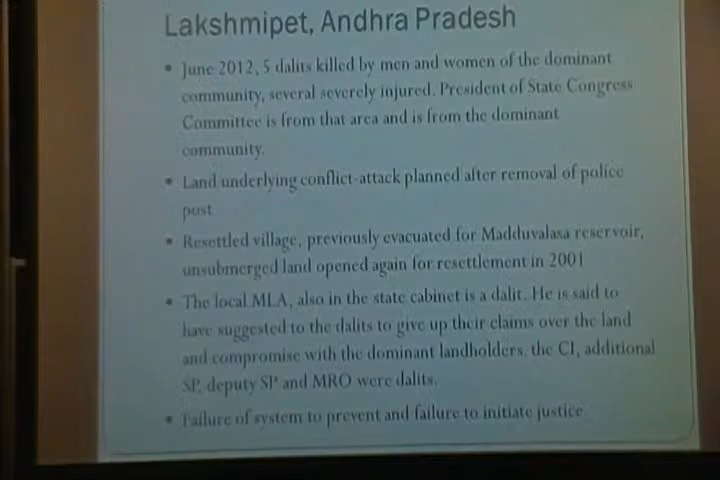 Lakshmipet, Andhra Pradesh
• June 2012, 5 dalits killed by men and women of the dominant
community, several severely injured. President of State Congress
Committee is from that area and is from the dominant
community.
• Land underlying conflict-attack planned after removal of police
post
• Resettled village, previously evacuated for Madduvalasa reservoir,
unsubmerged land opened again for resettlement in 2001
• The local MLA, also in the state cabinet is a dalit. He is said to
have suggested to the dalits to give up their claims over the land
and compromise with the dominant landholders. the CI, additional
SP, deputy SP and MRO were dalits.
• Failure of system to prevent and failure to initiate justice